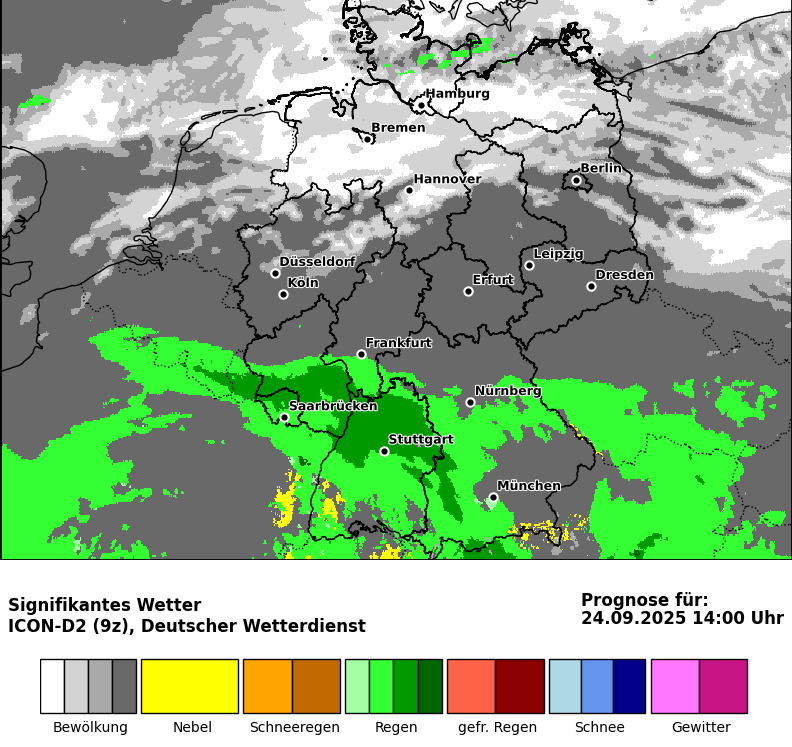 Hamburg
Bremen
Berlin
Hannover
Leipzig
Düsseldorf
Dresden
Köln
Erfurt
Frankfurt
Nürnberg
Saarbrücken
Stuttgart
München
Signifikantes Wetter
ICON-D2 (9z), Deutscher Wetterdienst
Prognose für:
24.09.2025 14:00 Uhr
Bewölkung Nebel Schneeregen Regen gefr. Regen Schnee Gewitter